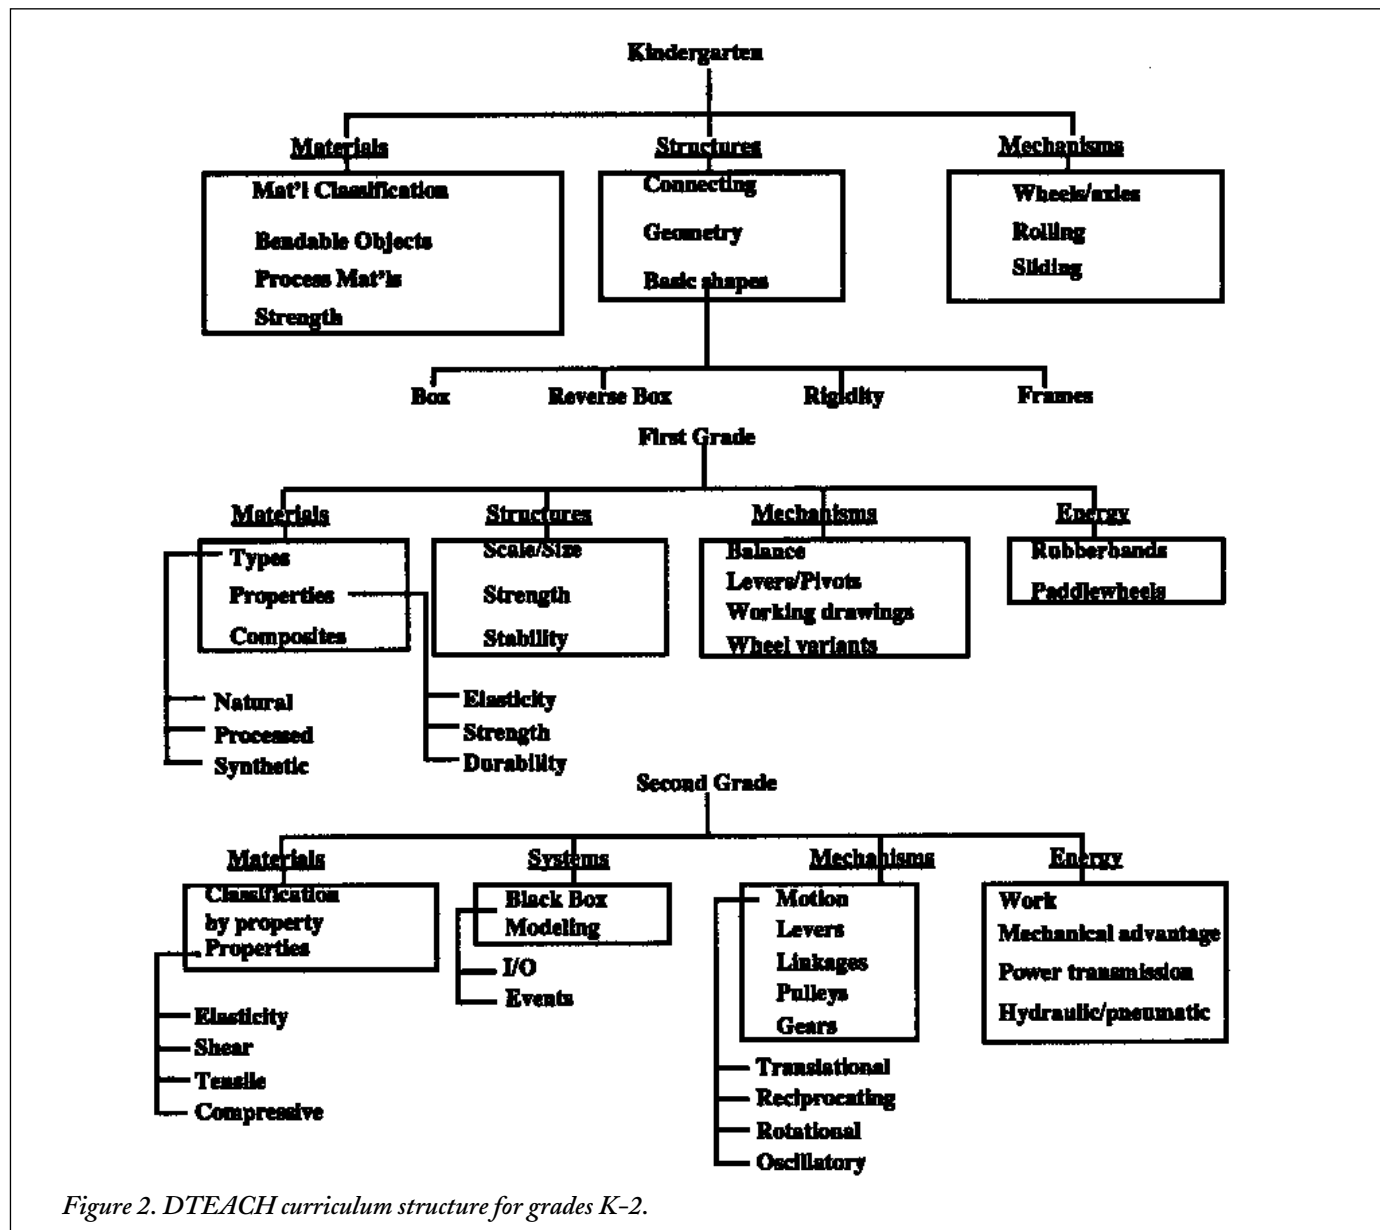 Kindergarten
Materials
Structures
Mechanisms
Mat'l Classification
Bendable Objects
Process Mat'ls
Strength
Connecting
Geometry
Basic shapes
Wheels/axles
Rolling
Sliding
Box
Reverse Box
Rigidity
Frames
First Grade
Materials
Structures
Mechanisms
Energy
Types
Properties
Composites
Scale/Size
Strength
Stability
Balance
Levers/Pivots
Working drawings
Wheel variants
Rubberbands
Paddlewheels
Natural
Processed
Synthetic
Elasticity
Strength
Durability
Second Grade
Materials
Systems
Mechanisms
Energy
Classification
by property
Properties
Black Box
Modeling
I/O
Events
Motion
Levers
Linkages
Pulleys
Gears
Work
Mechanical advantage
Power transmission
Hydraulic/pneumatic
Elasticity
Shear
Tensile
Compressive
Translational
Reciprocating
Rotational
Oscillatory
Figure 2. DTEACH curriculum structure for grades K-2.